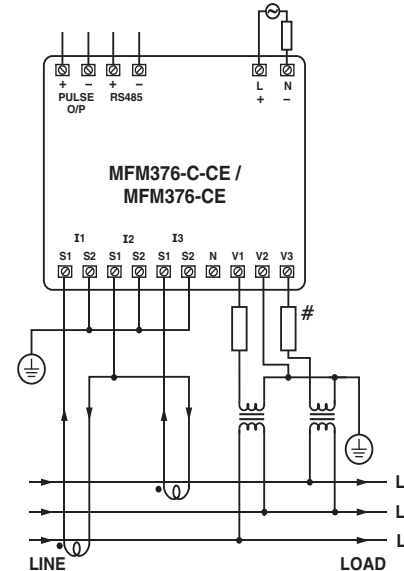 + − + −
PULSE O/P RS485
L N
+ −
MFM376-C-CE /
MFM376-CE
I1 I2 I3
S1 S2 S1 S2 S1 S2 N V1 V2 V3
#
L
L
L
LINE LOAD